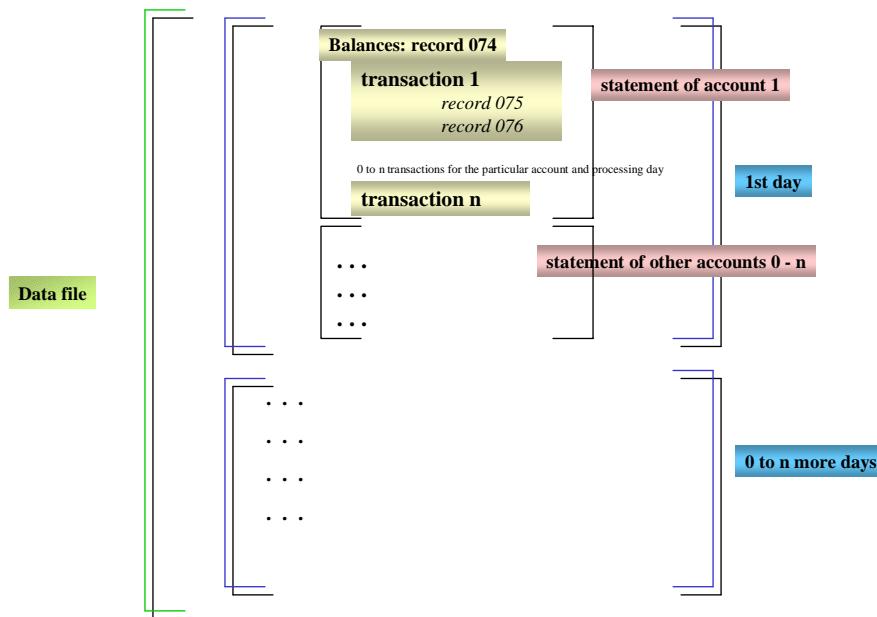 Balances: record 074
transaction 1
record 075
record 076
statement of account 1
0 to n transactions for the particular account and processing day
transaction n
1st day
statement of other accounts 0 - n
...
...
...
Data file
. . .
. . .
. . .
. . .
0 to n more days